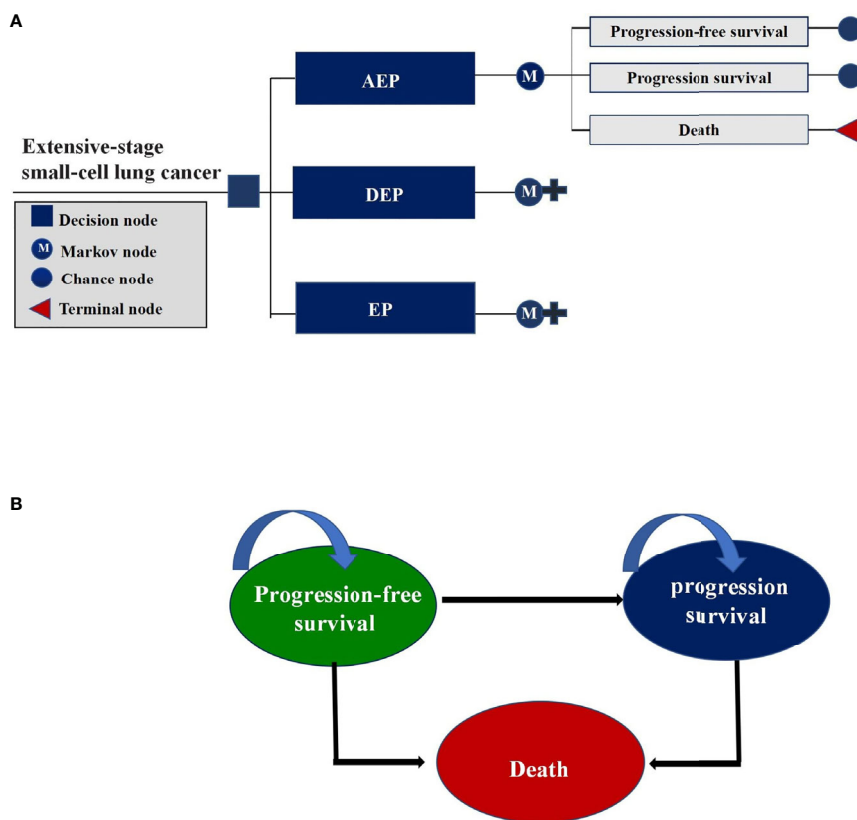 A
Extensive-stage
small-cell lung cancer
Decision node
M
Markov node
Chance node
Terminal node
AEP
M
DEP
M
EP
M
Progression-free survival
Progression survival
Death
B
Progression-free
survival
progression
survival
Death